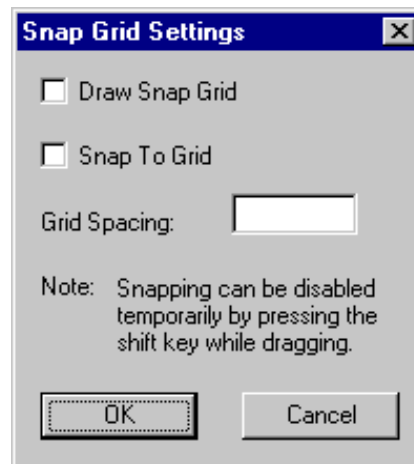 Snap Grid Settings
Draw Snap Grid
Snap To Grid
Grid Spacing:
Note: Snapping can be disabled
temporarily by pressing the
shift key while dragging.
OK Cancel